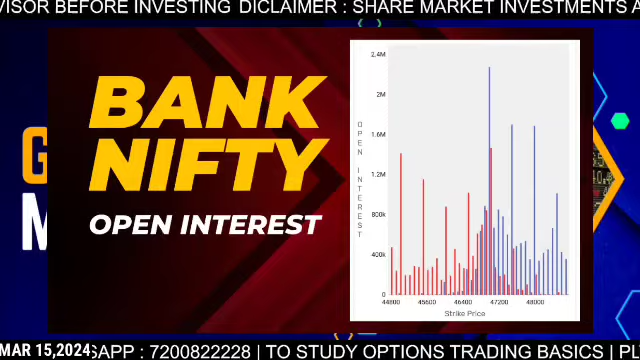 VISOR BEFORE INVESTING DICLAIMER : SHARE MARKET INVESTMENTS A
BANK
NIFTY
OPEN INTEREST
G
M
OPEN INTEREST
2.4M
2M
1.6M
1.2M
800k
400k
0
44800 45600 46400 47200 48000
Strike Price
MAR 15,2024 SAPP : 7200822228 | TO STUDY OPTIONS TRADING BASICS | PL